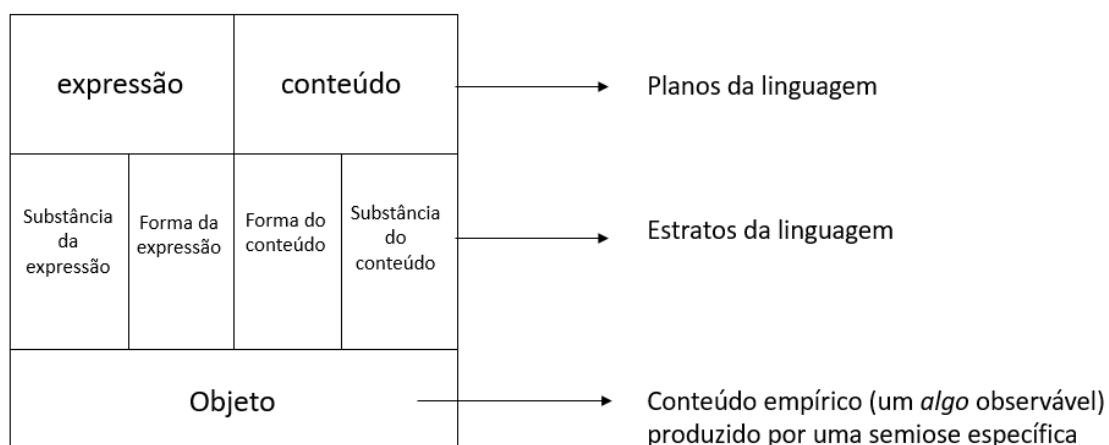 expressão conteúdo Planos da linguagem
Substância da expressão
Forma da expressão
Forma do conteúdo
Substância do conteúdo
Estratos da linguagem
Objeto
Conteúdo empírico (um algo observável)
produzido por uma semiose específica